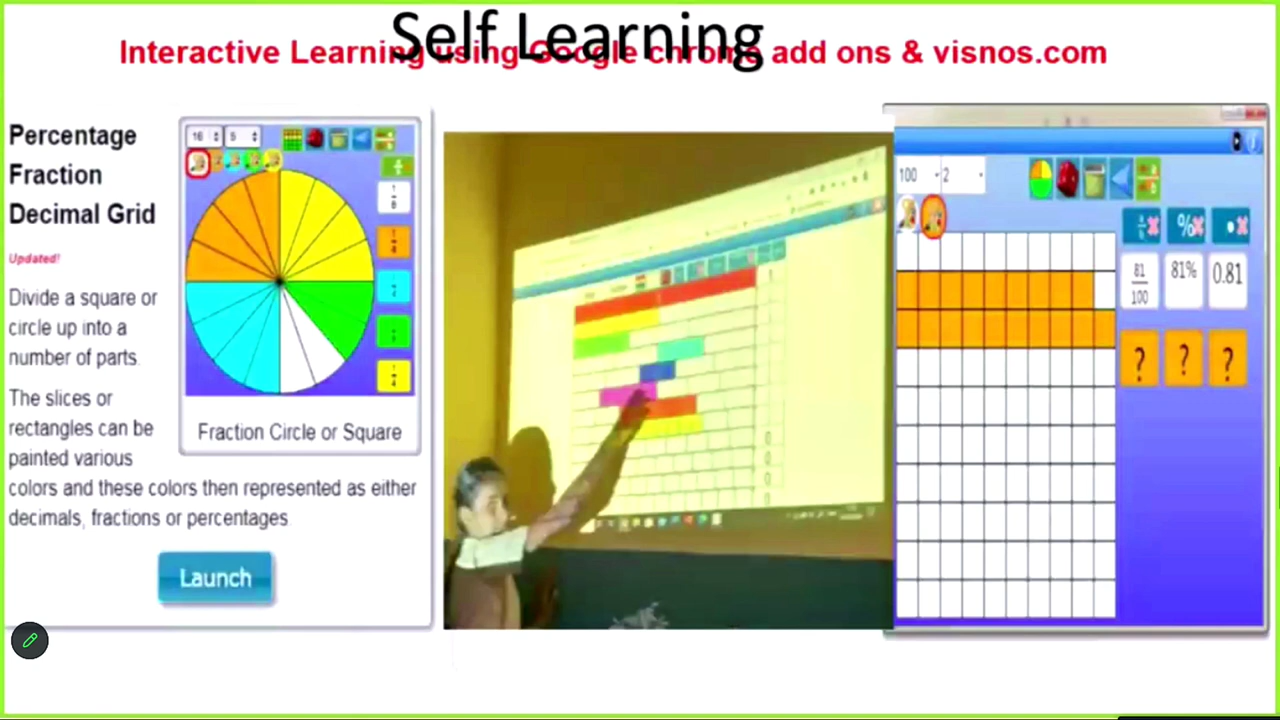 Self Learning
Interactive Learning using Google chrome add ons & visnos.com
Percentage
Fraction
Decimal Grid
Updated!
Divide a square or
circle up into a
number of parts.
The slices or
rectangles can be
painted various
colors and these colors then represented as either
decimals, fractions or percentages.
Launch
16 5
Fraction Circle or Square
100 2
%
81
100
81%
0.81
? ? ?